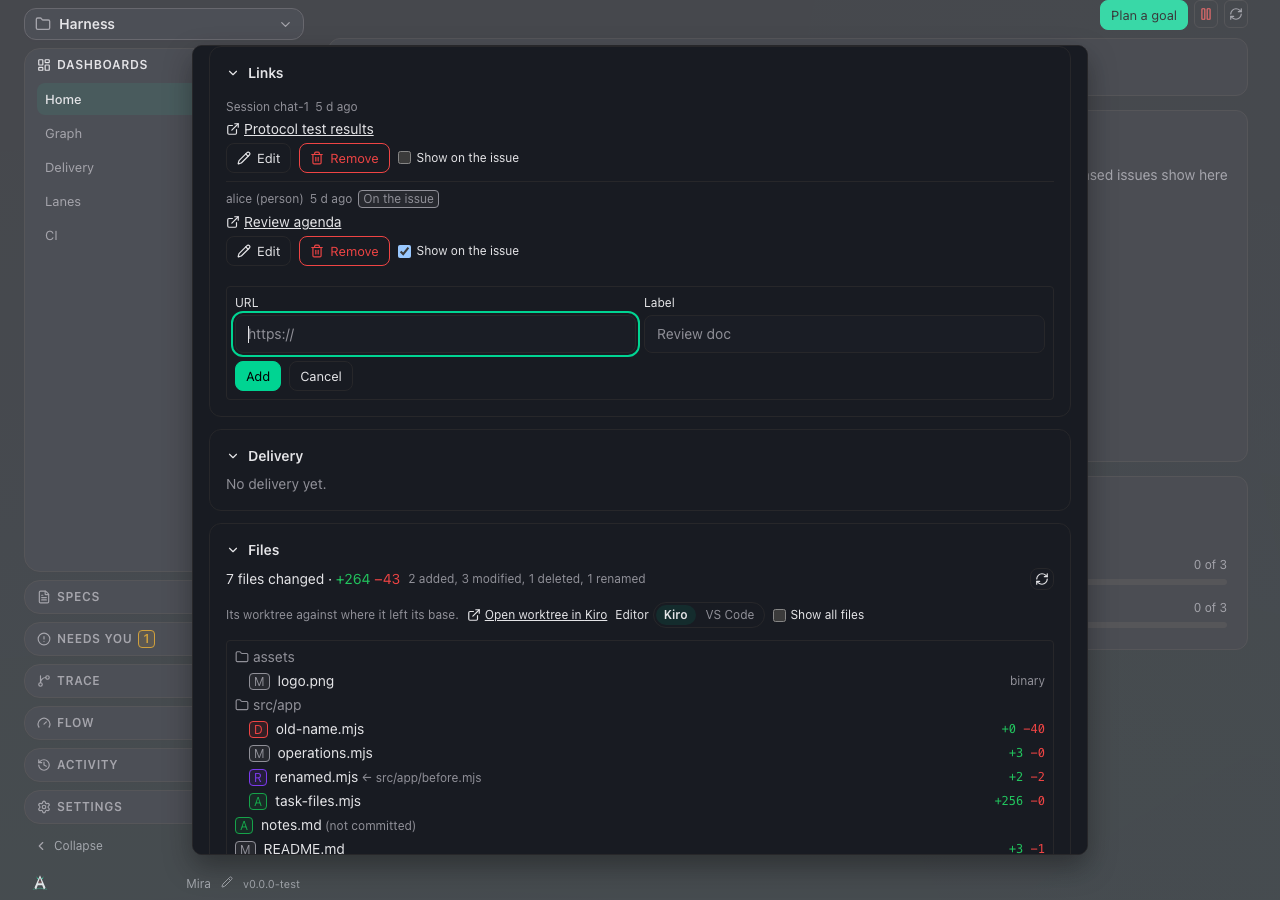 Harness
Plan a goal
DASHBOARDS
Home
Graph
Delivery
Lanes
CI
SPECS
NEEDS YOU 1
TRACE
FLOW
ACTIVITY
SETTINGS
Collapse
A
Mira v0.0.0-test
sed issues show here
0 of 3
0 of 3
Links
Session chat-1 5 d ago
Protocol test results
Edit Remove Show on the issue
alice (person) 5 d ago On the issue
Review agenda
Edit Remove Show on the issue
URL Label
https:// Review doc
Add Cancel
Delivery
No delivery yet.
Files
7 files changed · +264 −43 2 added, 3 modified, 1 deleted, 1 renamed
Its worktree against where it left its base. Open worktree in Kiro Editor Kiro VS Code Show all files
assets
M logo.png binary
src/app
D old-name.mjs +0 −40
M operations.mjs +3 −0
R renamed.mjs ← src/app/before.mjs +2 −2
A task-files.mjs +256 −0
A notes.md (not committed)
M README.md +3 −1